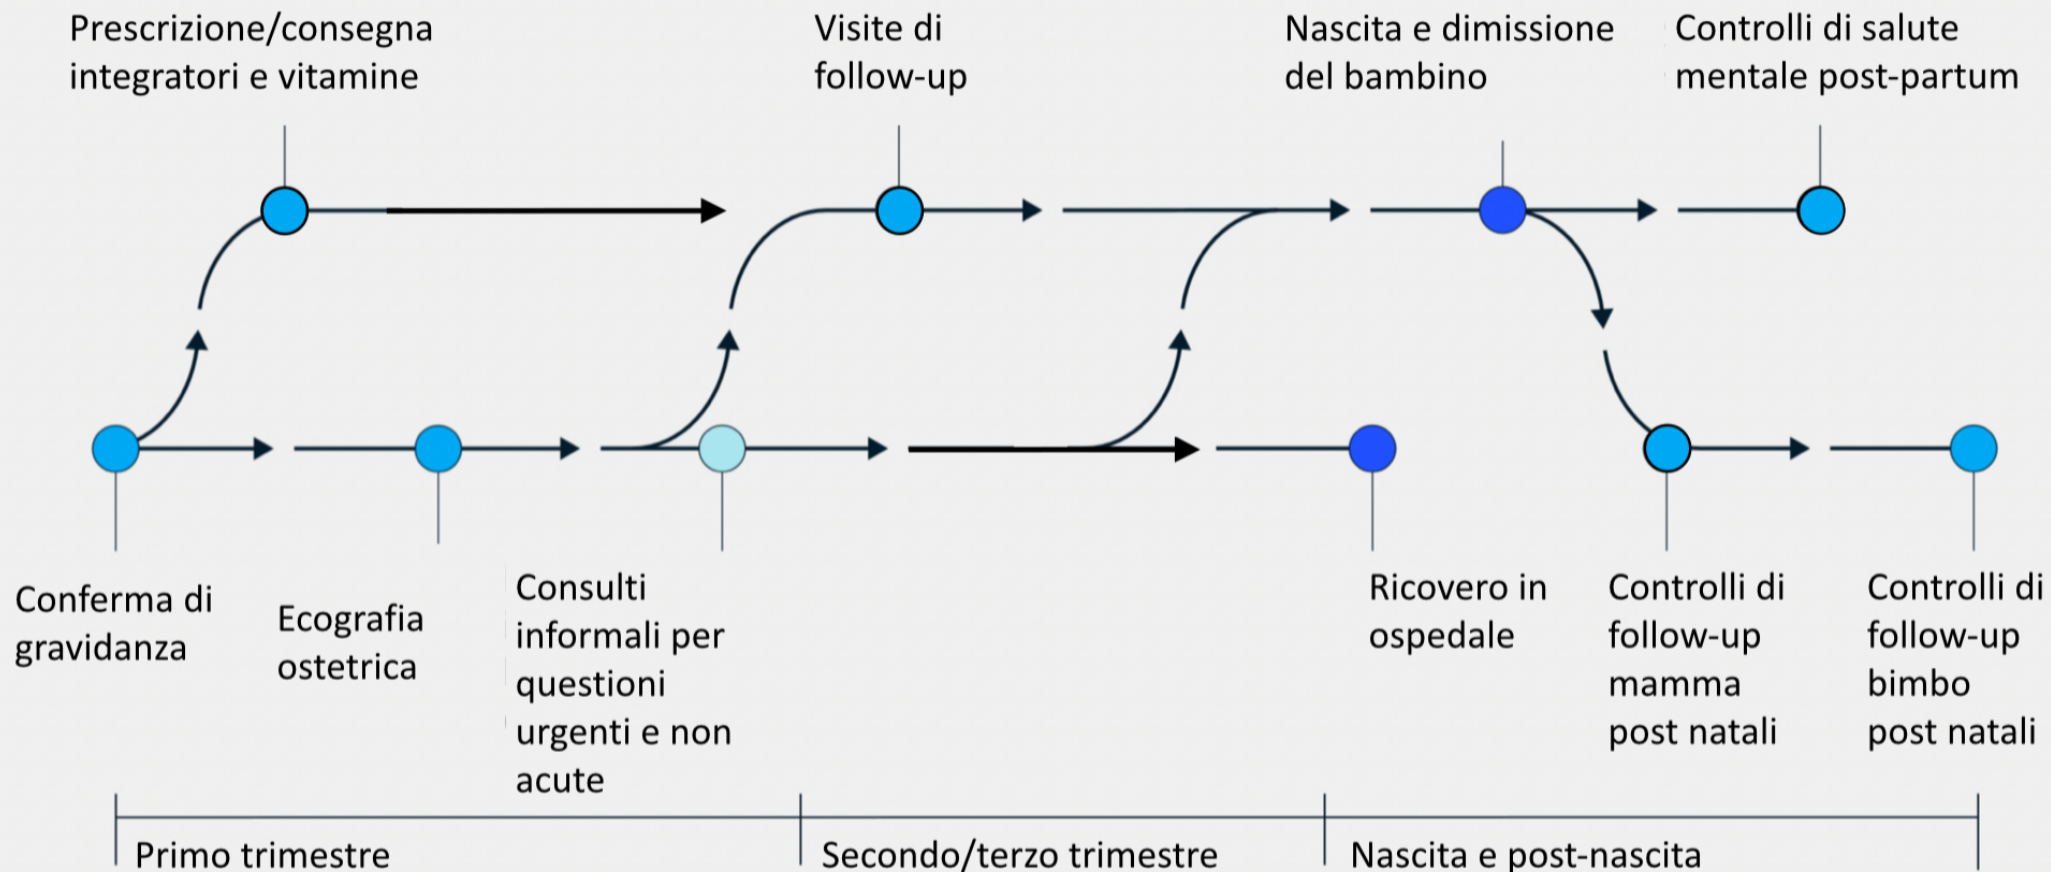 Prescrizione/consegna
integratori e vitamine
Visite di
follow-up
Nascita e dimissione
del bambino
Controlli di salute
mentale post-partum
Conferma di
gravidanza
Ecografia
ostetrica
Consulti
informali per
questioni
urgenti e non
acute
Ricovero in
ospedale
Controlli di
follow-up
mamma
post natali
Controlli di
follow-up
bimbo
post natali
Primo trimestre
Secondo/terzo trimestre
Nascita e post-nascita